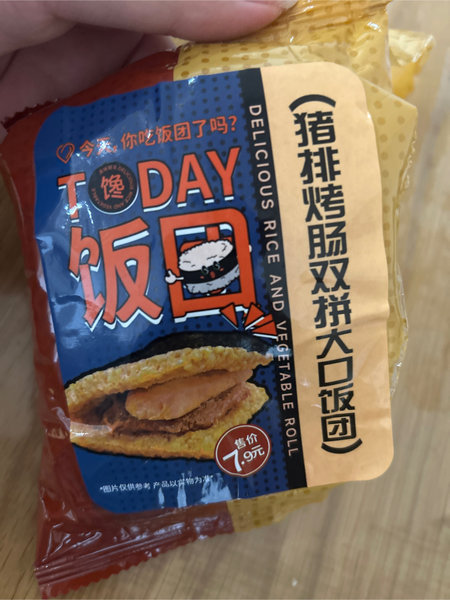 今天,你吃饭团了吗?
TODAY
馋
饭团
DELICIOUS RICE AND VEGETABLE ROLL
(猪排烤肠双拼大口饭团)
售价
7.9元
*图片仅供参考 产品以实物为准*